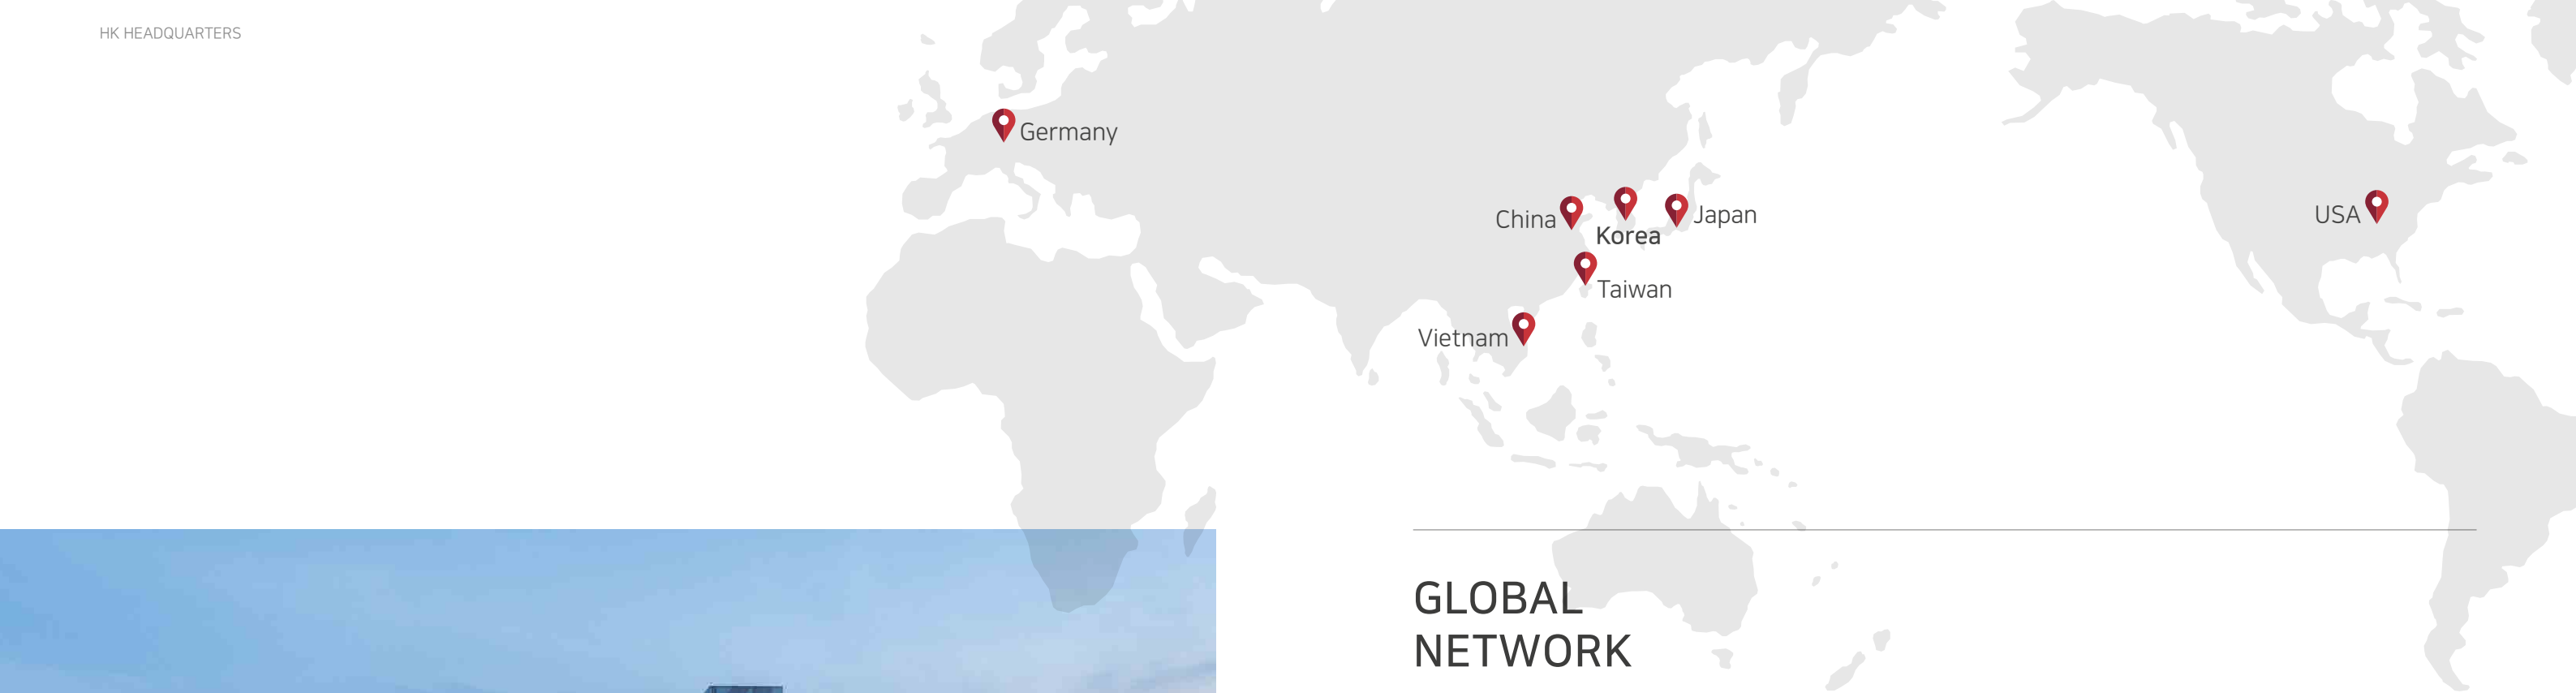 HK HEADQUARTERS
Germany
China
Korea
Japan
USA
Taiwan
Vietnam
GLOBAL
NETWORK